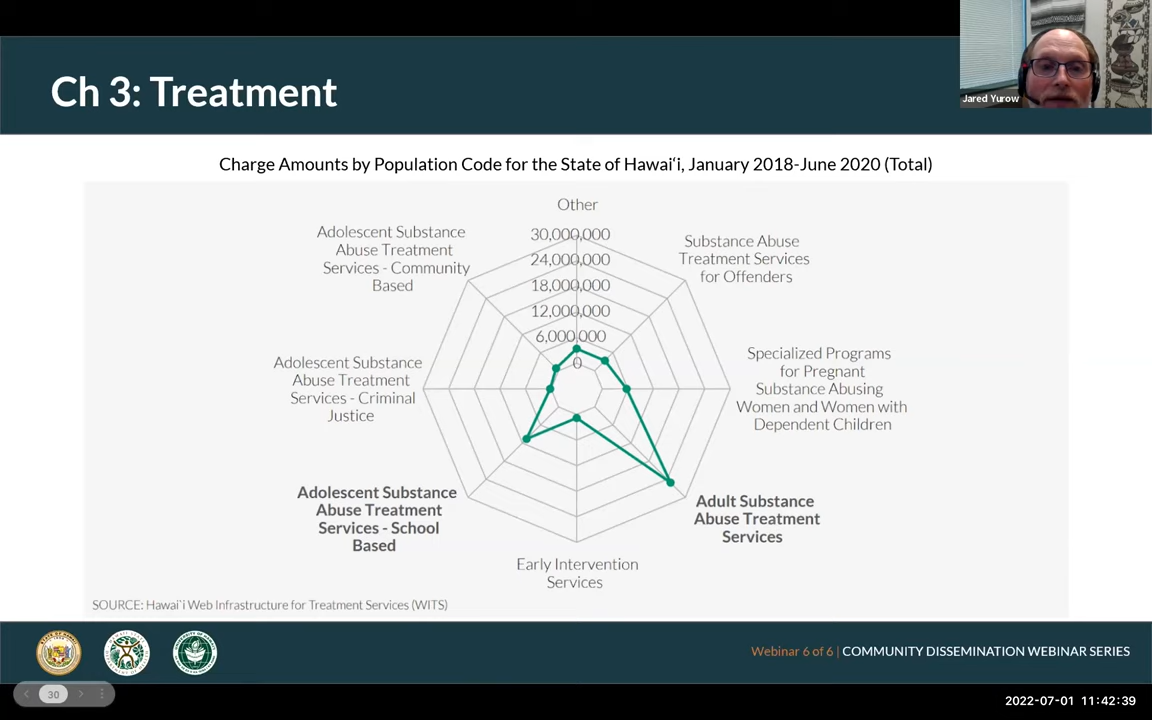 Ch 3: Treatment
Jared Yurow
Charge Amounts by Population Code for the State of Hawaiʻi, January 2018-June 2020 (Total)
Other
30,000,000
24,000,000
18,000,000
12,000,000
6,000,000
0
Substance Abuse
Treatment Services
for Offenders
Specialized Programs
for Pregnant
Substance Abusing
Women and Women with
Dependent Children
Adult Substance
Abuse Treatment
Services
Early Intervention
Services
Adolescent Substance
Abuse Treatment
Services - School
Based
Adolescent Substance
Abuse Treatment
Services - Criminal
Justice
Adolescent Substance
Abuse Treatment
Services - Community
Based
SOURCE: Hawai`i Web Infrastructure for Treatment Services (WITS)
Webinar 6 of 6 | COMMUNITY DISSEMINATION WEBINAR SERIES
30
2022-07-01 11:42:39